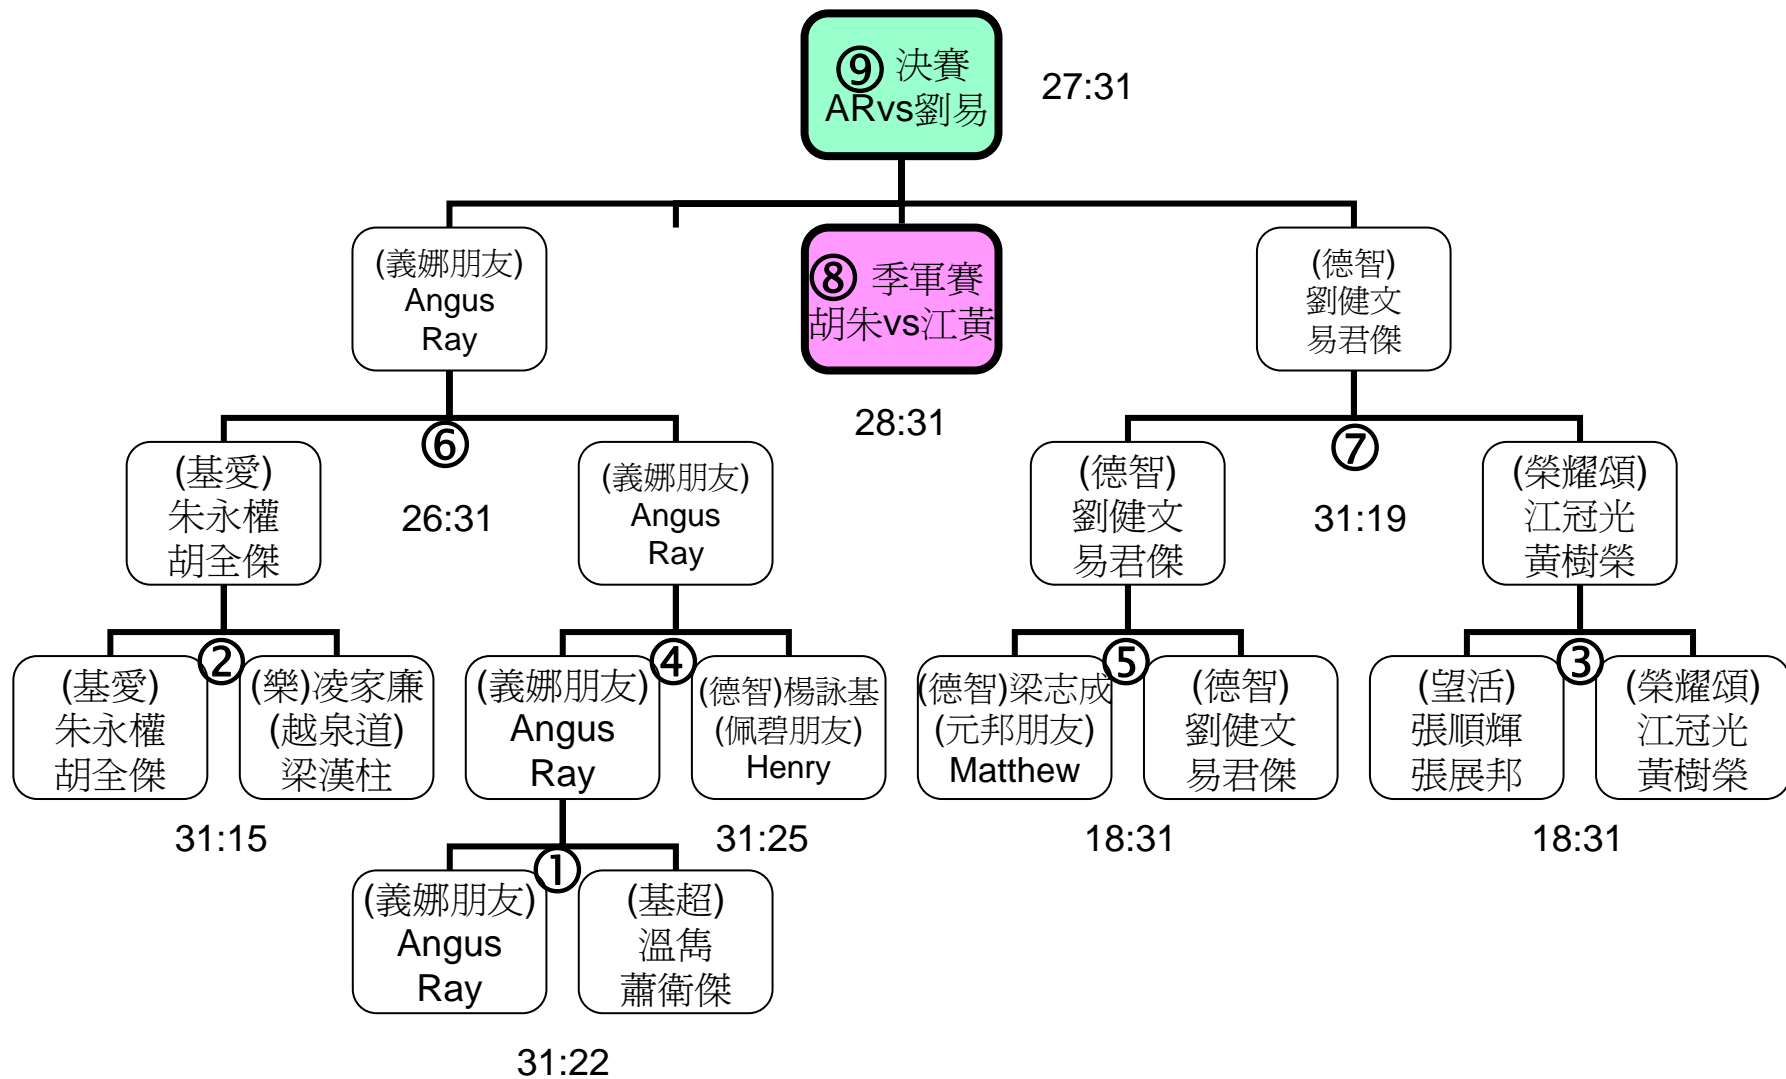 ⑨ 決賽
ARvs劉易
27:31
(義娜朋友)
Angus
Ray
⑧ 季軍賽
胡朱vs江黃
28:31
(德智)
劉健文
易君傑
⑥
26:31
⑦
31:19
(基愛)
朱永權
胡全傑
(義娜朋友)
Angus
Ray
(德智)
劉健文
易君傑
(榮耀頌)
江冠光
黃樹榮
②
④
⑤
③
(基愛)
朱永權
胡全傑
(樂)凌家廉
(越泉道)
梁漢柱
(義娜朋友)
Angus
Ray
(德智)楊詠基
(佩碧朋友)
Henry
(德智)梁志成
(元邦朋友)
Matthew
(德智)
劉健文
易君傑
(望活)
張順輝
張展邦
(榮耀頌)
江冠光
黃樹榮
31:15
31:25
18:31
18:31
①
(義娜朋友)
Angus
Ray
(基超)
溫雋
蕭衛傑
31:22